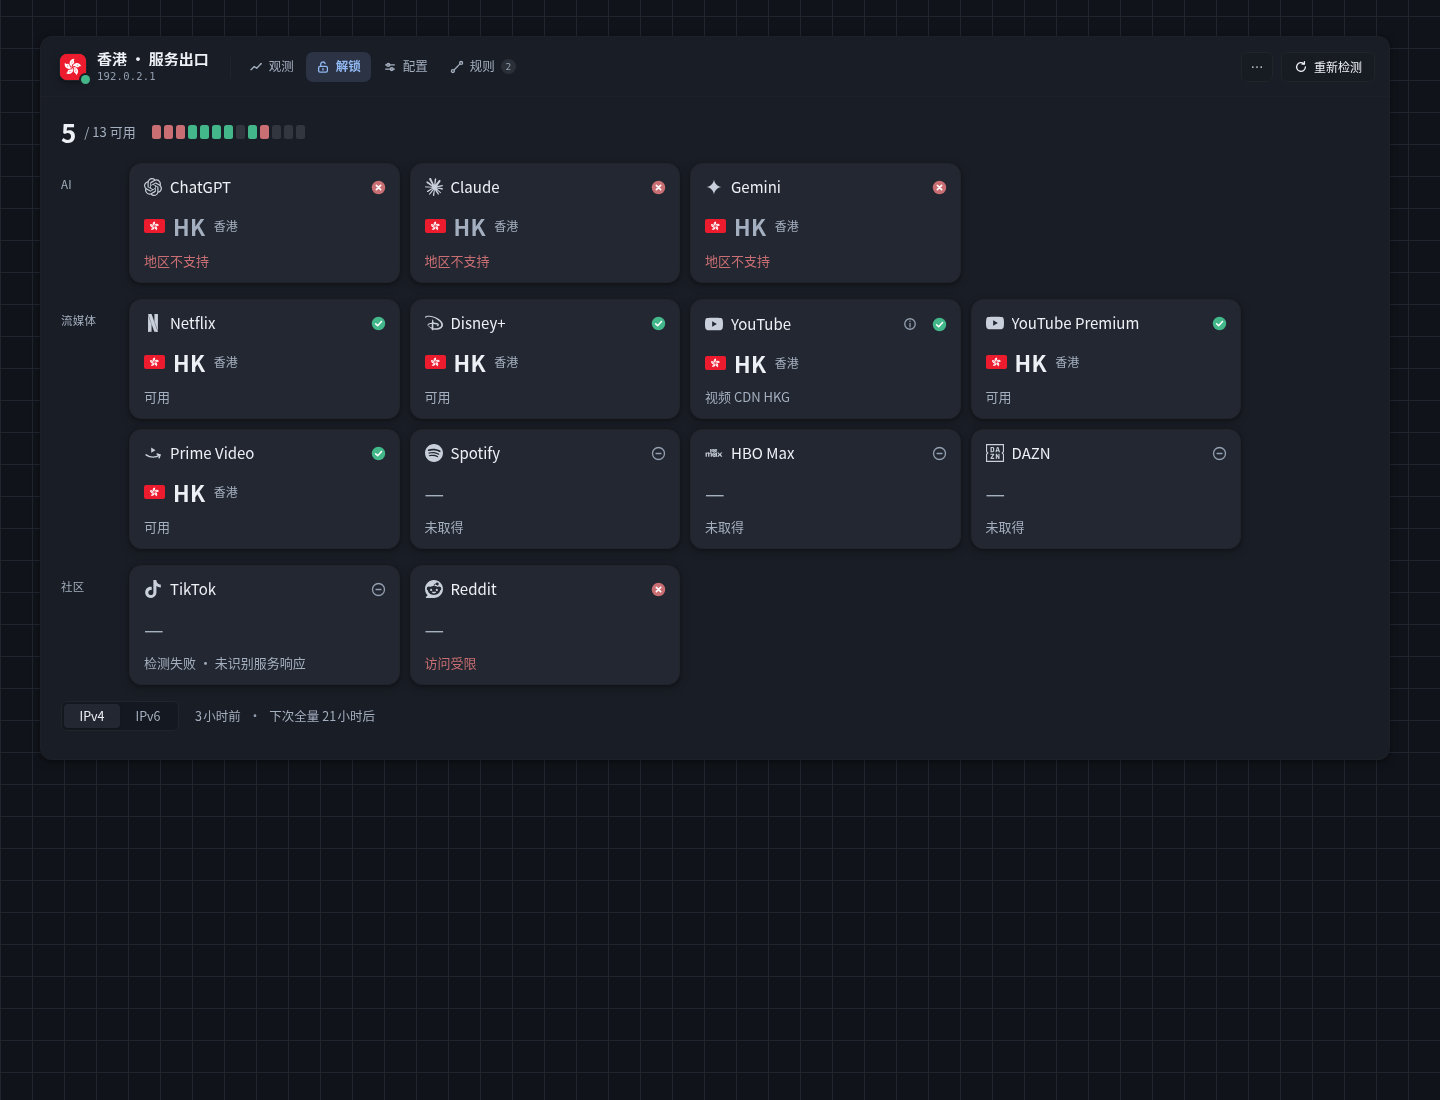 香港 · 服务出口
192.0.2.1
观测
解锁
配置
规则 2
···
重新检测
5 / 13 可用
AI
ChatGPT
HK 香港
地区不支持
Claude
HK 香港
地区不支持
Gemini
HK 香港
地区不支持
流媒体
Netflix
HK 香港
可用
Disney+
HK 香港
可用
YouTube
HK 香港
视频 CDN HKG
YouTube Premium
HK 香港
可用
Prime Video
HK 香港
可用
Spotify
—
未取得
HBO Max
—
未取得
DAZN
—
未取得
社区
TikTok
—
检测失败 · 未识别服务响应
Reddit
—
访问受限
IPv4
IPv6
3小时前 · 下次全量 21小时后